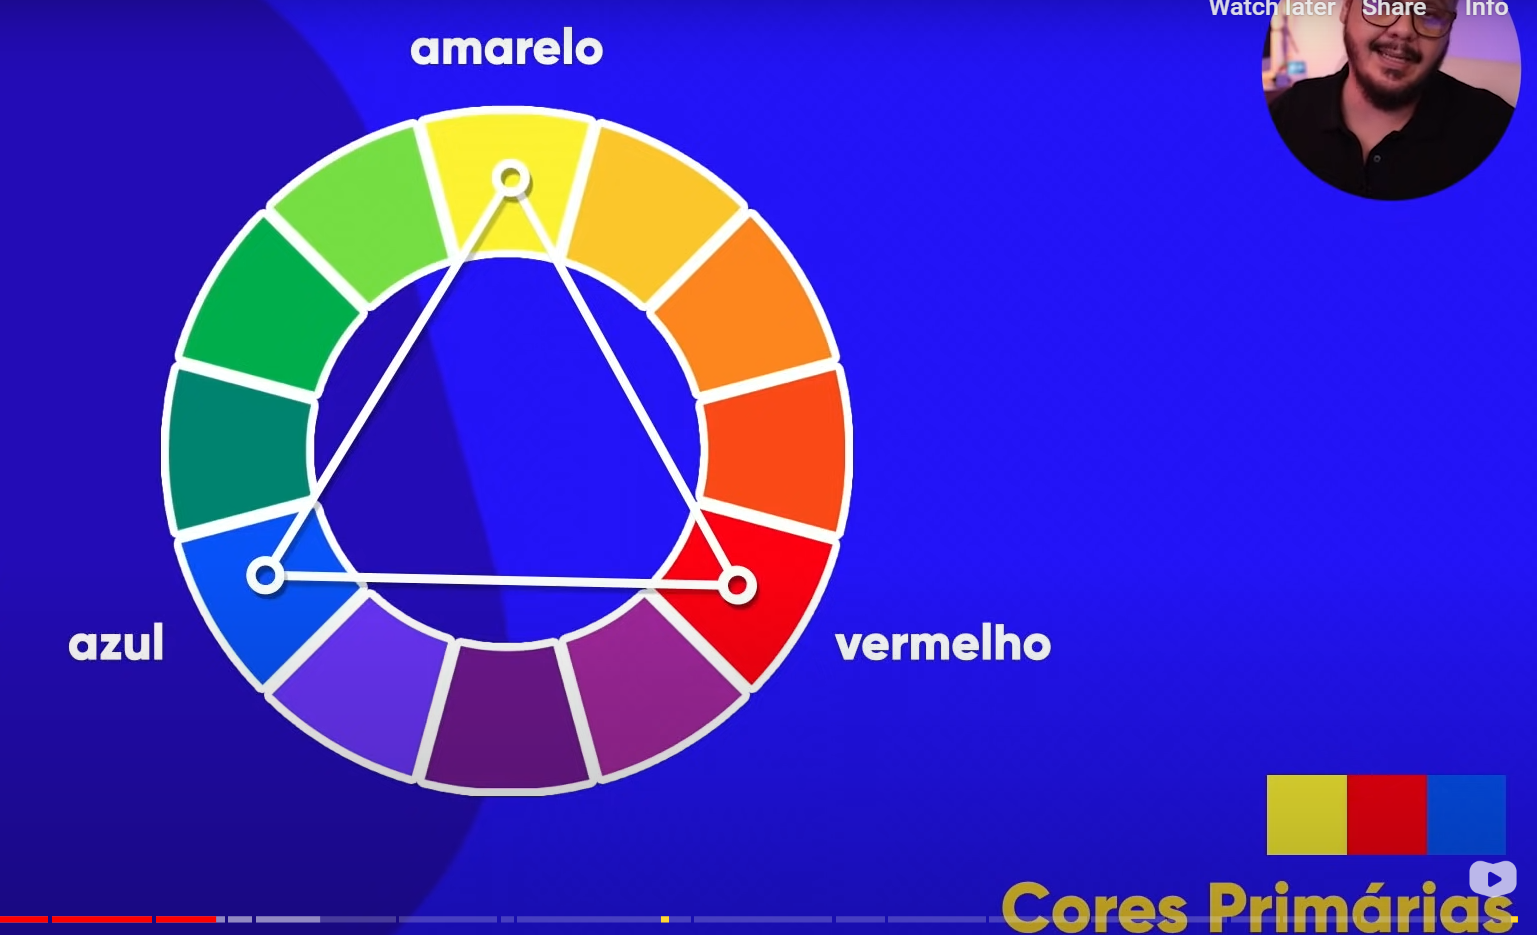 Watch later Share Info
amarelo
azul
vermelho
Cores Primárias